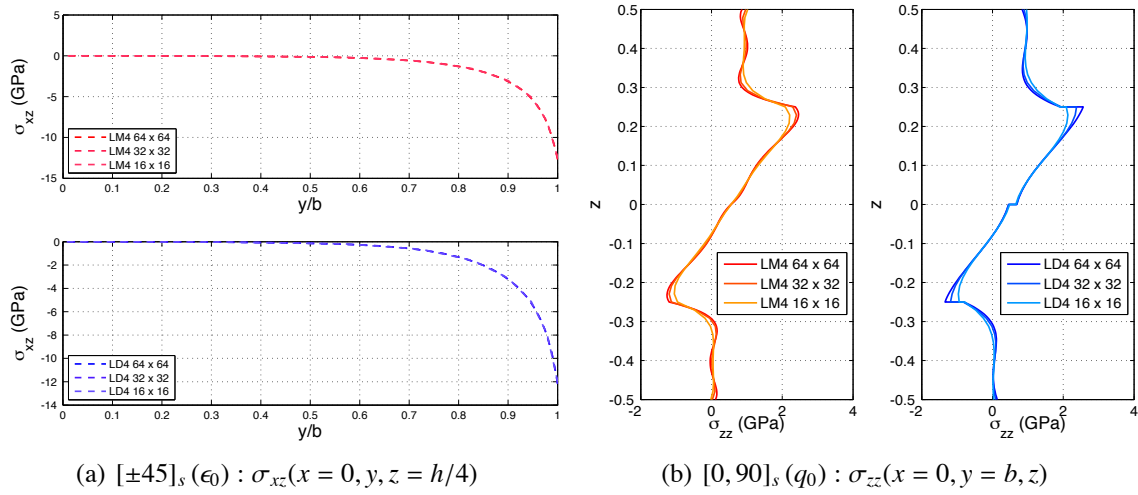 5
0
-5
-10
-15
σxz (GPa)
LM4 64 x 64
LM4 32 x 32
LM4 16 x 16
0 0.1 0.2 0.3 0.4 0.5 0.6 0.7 0.8 0.9 1
y/b
0
-2
-4
-6
-8
-10
-12
-14
σxz (GPa)
LD4 64 x 64
LD4 32 x 32
LD4 16 x 16
0 0.1 0.2 0.3 0.4 0.5 0.6 0.7 0.8 0.9 1
y/b
(a) [±45]s (ϵ0) : σxz(x = 0, y, z = h/4)
0.5
0.4
0.3
0.2
0.1
0
-0.1
-0.2
-0.3
-0.4
-0.5
z
LM4 64 x 64
LM4 32 x 32
LM4 16 x 16
-2 0 2 4
σzz (GPa)
0.5
0.4
0.3
0.2
0.1
0
-0.1
-0.2
-0.3
-0.4
-0.5
z
LD4 64 x 64
LD4 32 x 32
LD4 16 x 16
-2 0 2 4
σzz (GPa)
(b) [0, 90]s (q0) : σzz(x = 0, y = b, z)